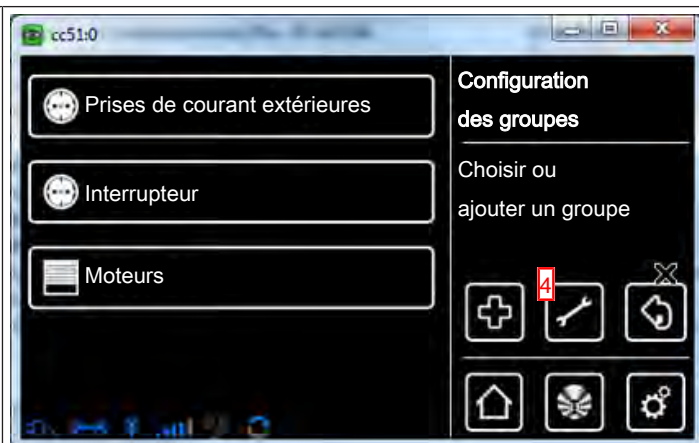 cc51:0
Prises de courant extérieures
Interrupteur
Moteurs
Configuration
des groupes
Choisir ou
ajouter un groupe
4